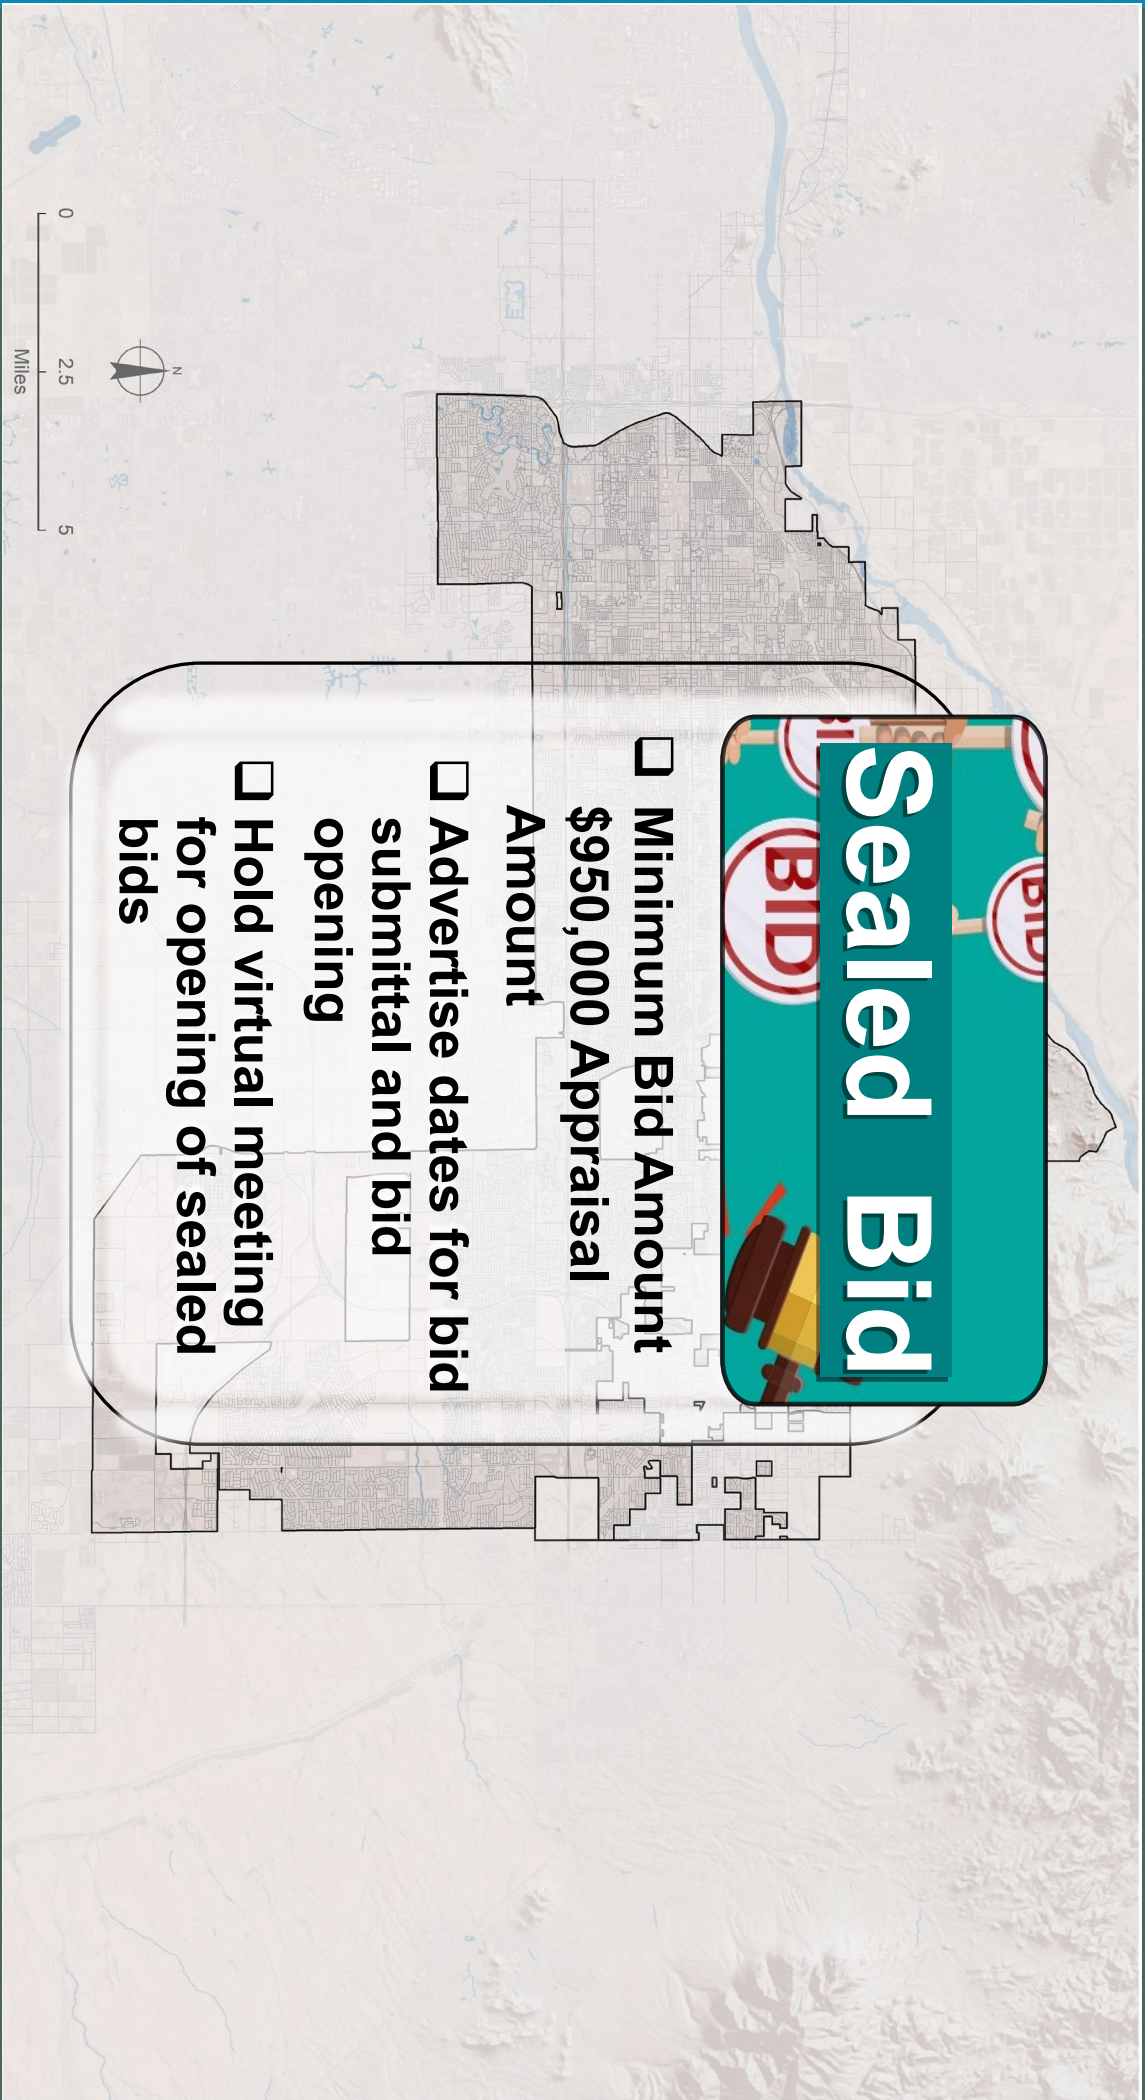 BID
BID
BID
Sealed Bid
❑ Minimum Bid Amount
$950,000 Appraisal
Amount
❑ Advertise dates for bid
submittal and bid
opening
❑ Hold virtual meeting
for opening of sealed
bids
N
0 2.5 5
Miles